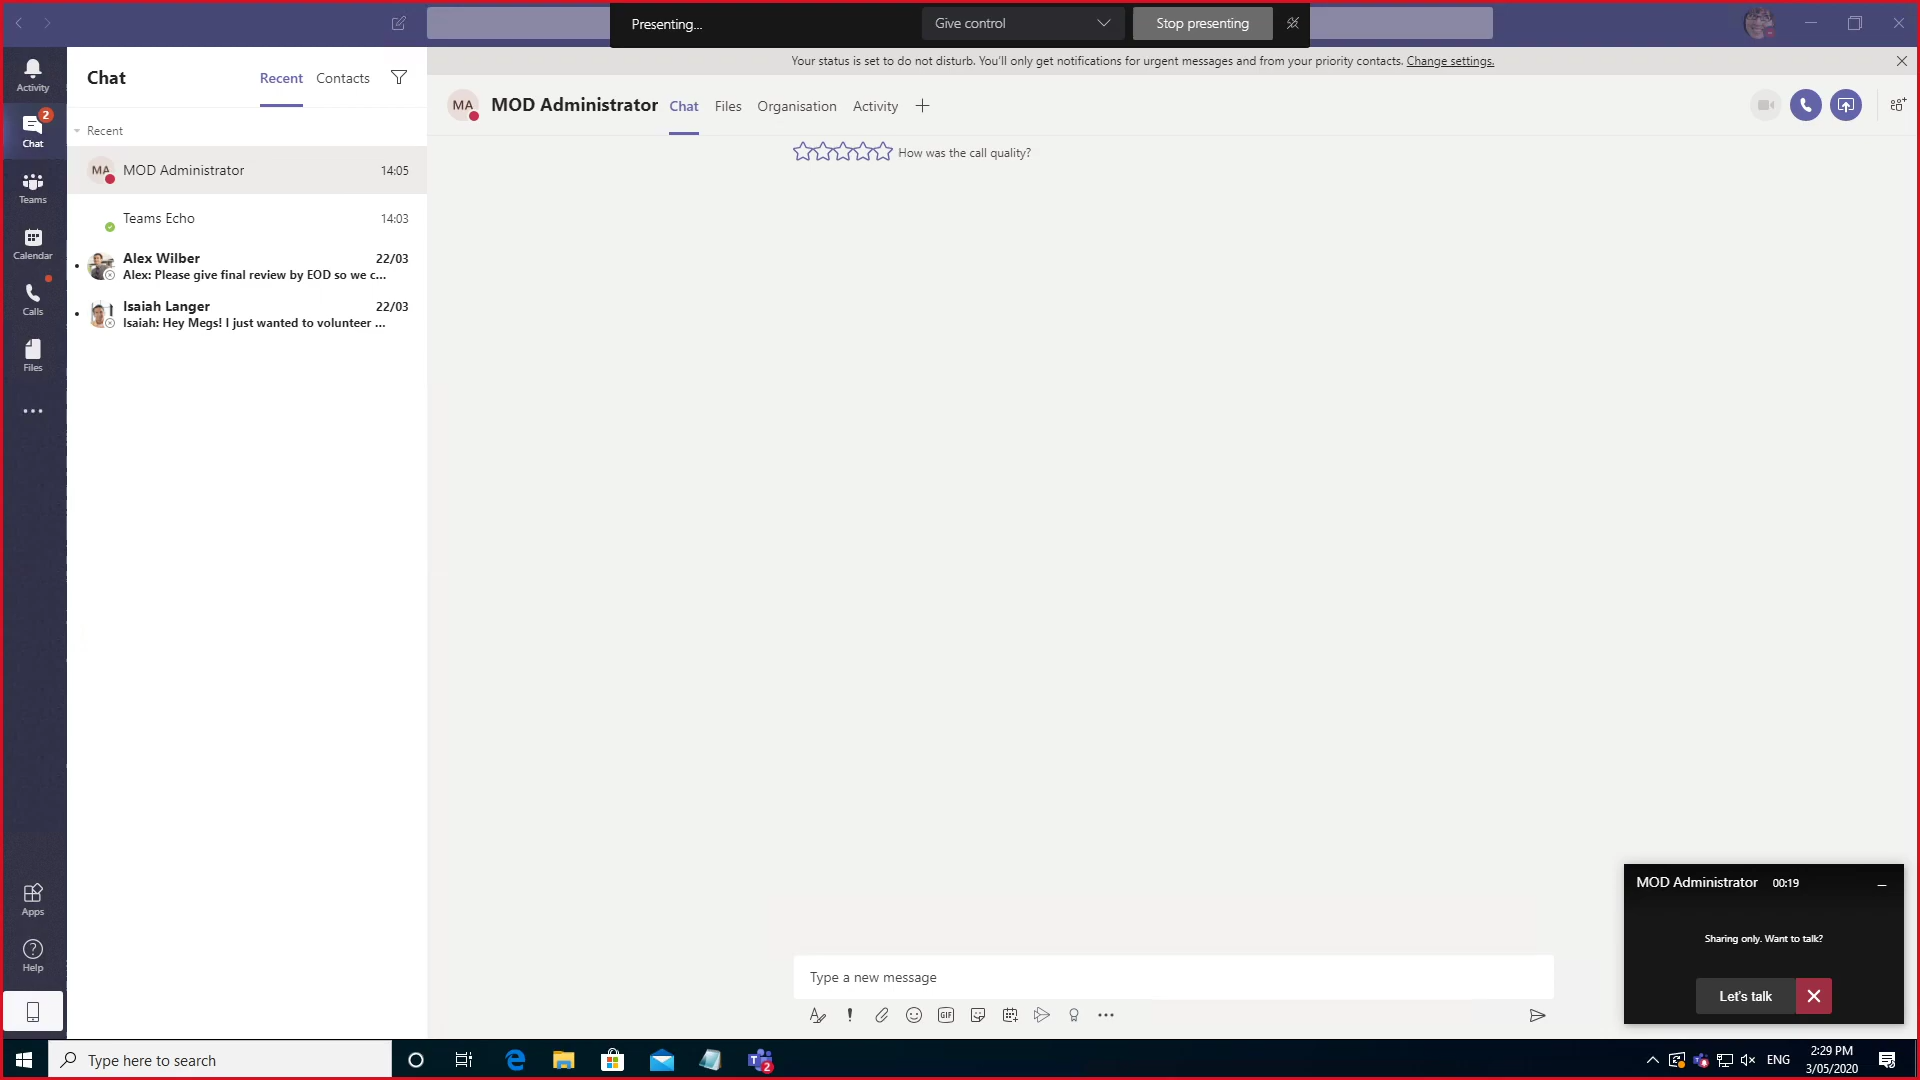 Presenting...
Give control
Stop presenting
Your status is set to do not disturb. You'll only get notifications for urgent messages and from your priority contacts. Change settings.
Activity
2
Chat
Teams
Calendar
Calls
Files
Apps
Help
Chat
Recent
Contacts
Recent
MA
MOD Administrator
14:05
Teams Echo
14:03
Alex Wilber
22/03
Alex: Please give final review by EOD so we c...
Isaiah Langer
22/03
Isaiah: Hey Megs! I just wanted to volunteer ...
MA
MOD Administrator
Chat
Files
Organisation
Activity
How was the call quality?
Type a new message
GIF
MOD Administrator
00:19
Sharing only. Want to talk?
Let's talk
Type here to search
2
ENG
2:29 PM
3/05/2020